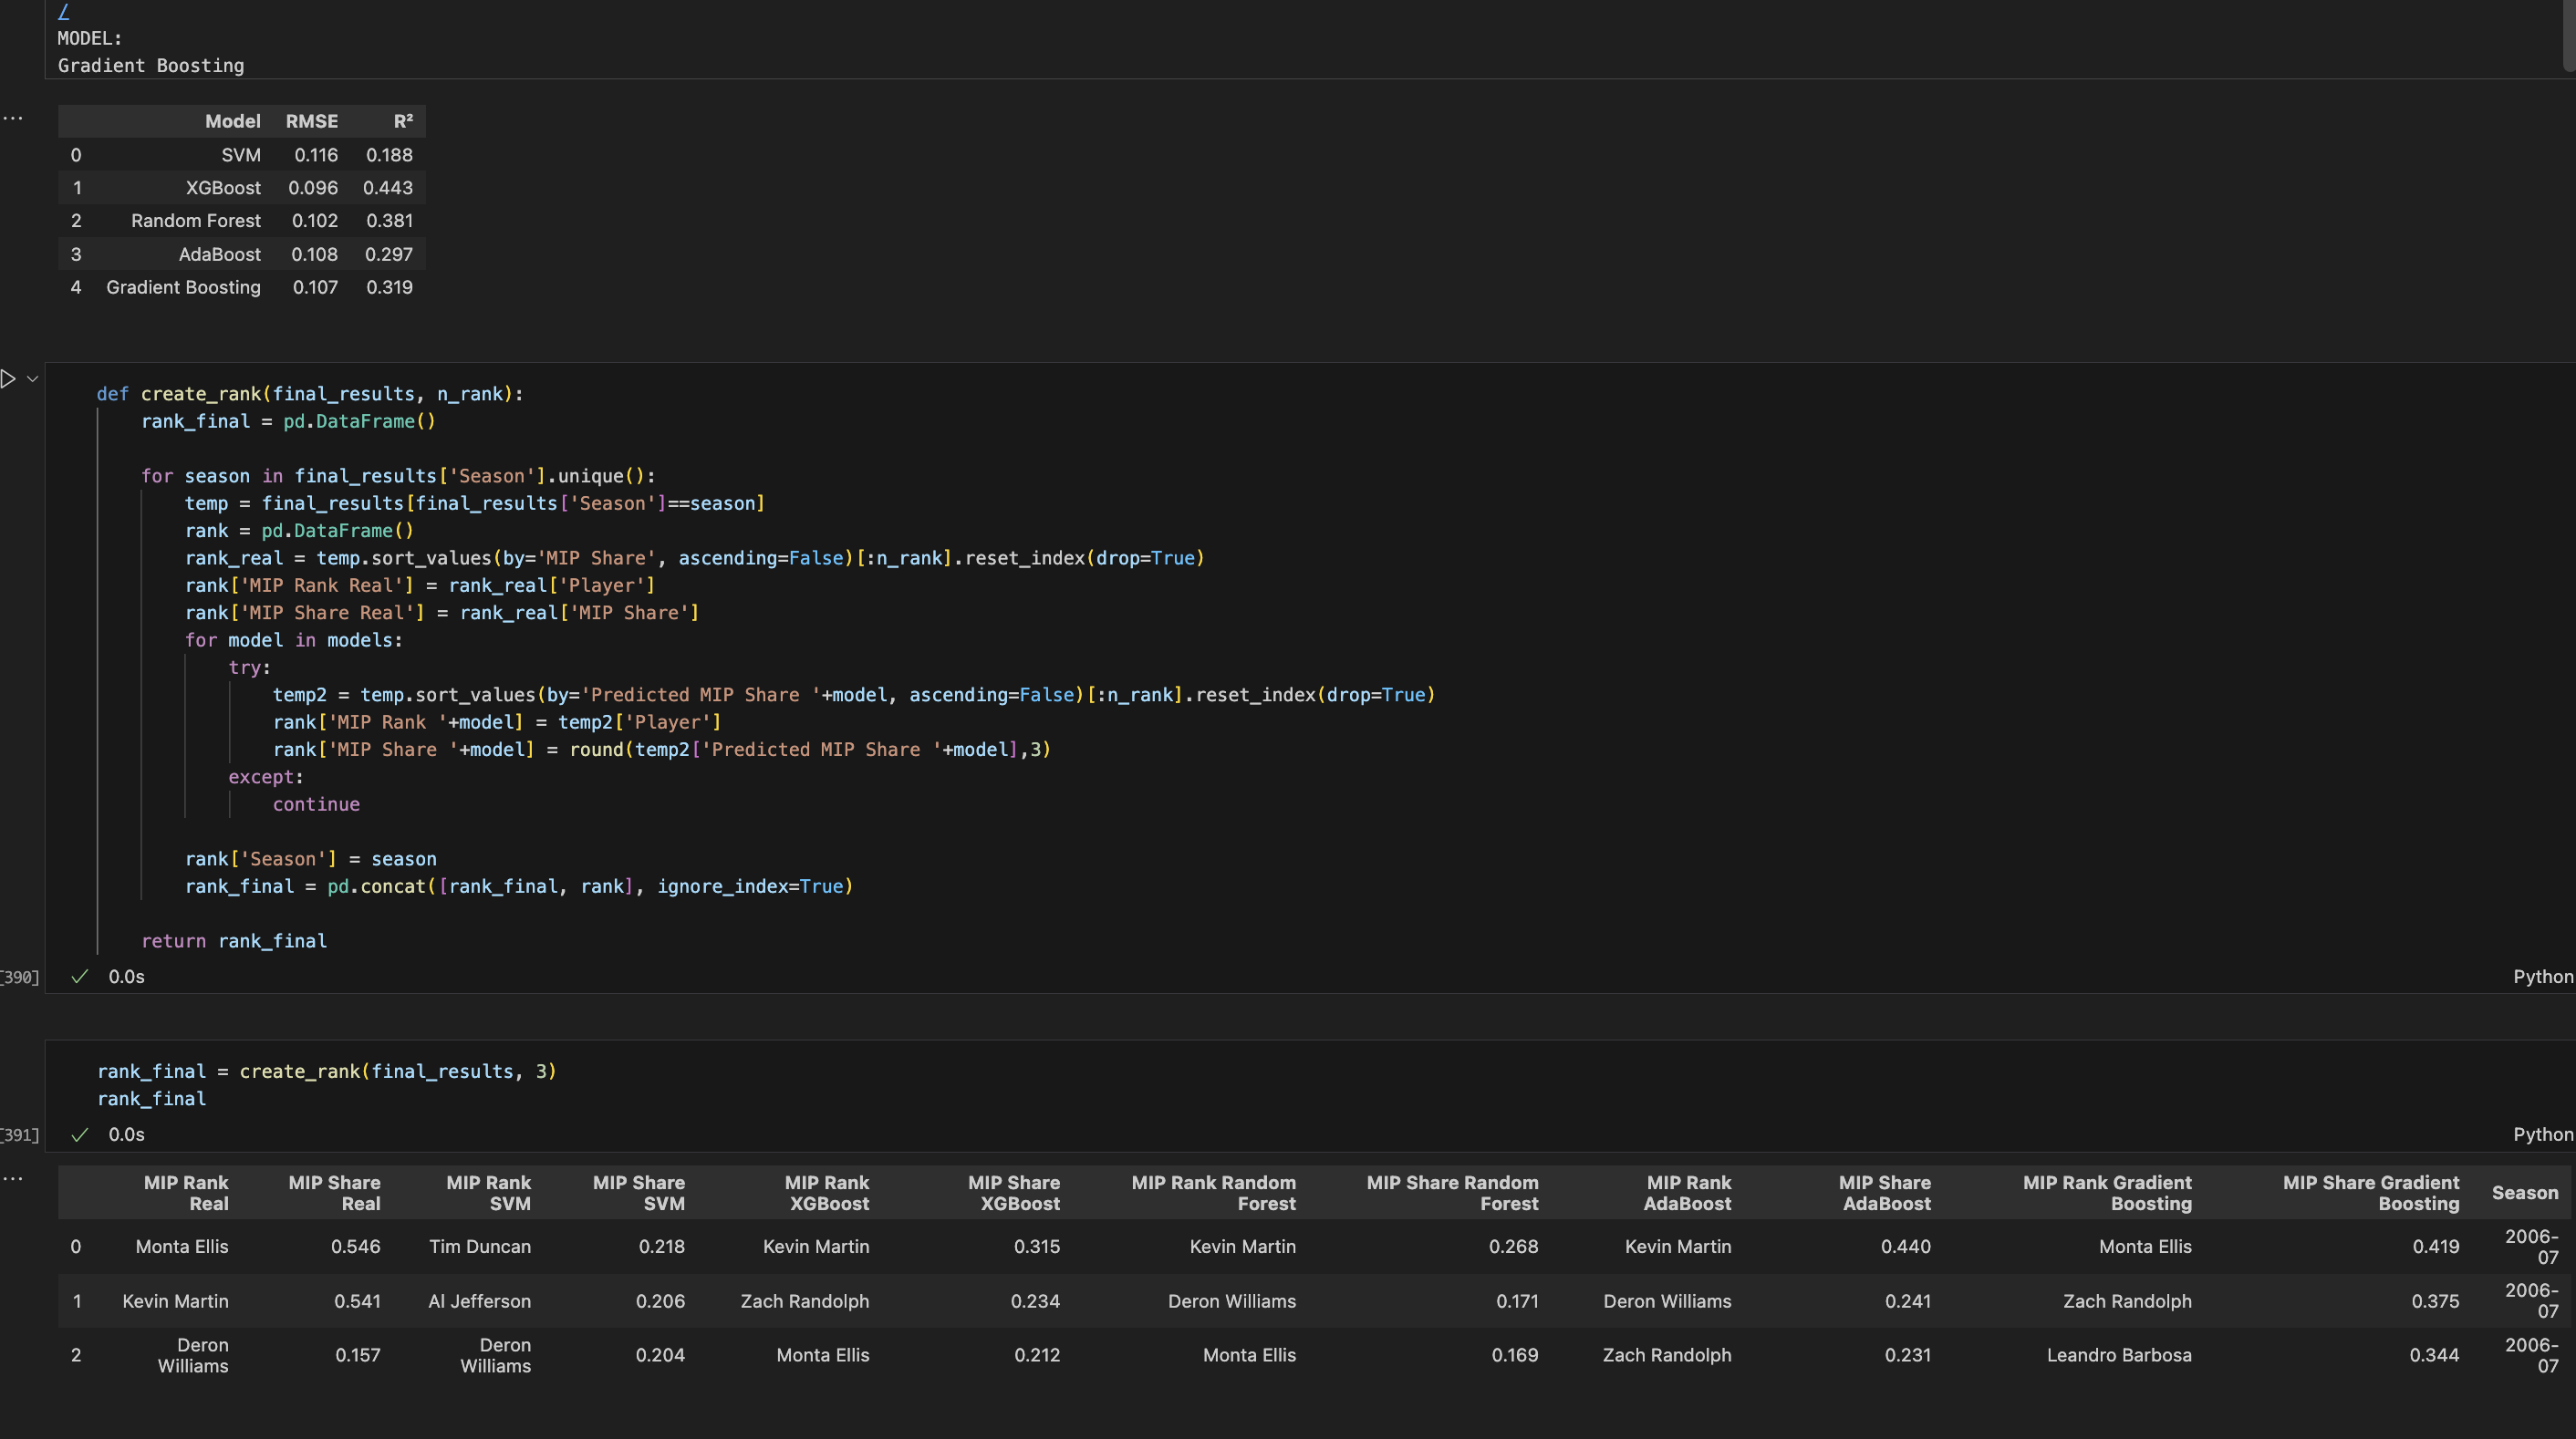 MODEL:
Gradient Boosting
Model RMSE R²
0 SVM 0.116 0.188
1 XGBoost 0.096 0.443
2 Random Forest 0.102 0.381
3 AdaBoost 0.108 0.297
4 Gradient Boosting 0.107 0.319
def create_rank(final_results, n_rank):
    rank_final = pd.DataFrame()
    for season in final_results['Season'].unique():
        temp = final_results[final_results['Season']==season]
        rank = pd.DataFrame()
        rank_real = temp.sort_values(by='MIP Share', ascending=False)[:n_rank].reset_index(drop=True)
        rank['MIP Rank Real'] = rank_real['Player']
        rank['MIP Share Real'] = rank_real['MIP Share']
        for model in models:
            try:
                temp2 = temp.sort_values(by='Predicted MIP Share '+model, ascending=False)[:n_rank].reset_index(drop=True)
                rank['MIP Rank '+model] = temp2['Player']
                rank['MIP Share '+model] = round(temp2['Predicted MIP Share '+model],3)
            except:
                continue
        rank['Season'] = season
        rank_final = pd.concat([rank_final, rank], ignore_index=True)
    return rank_final
[390] 0.0s Python
rank_final = create_rank(final_results, 3)
rank_final
[391] 0.0s Python
MIP Rank MIP Share MIP Rank MIP Share MIP Rank MIP Share MIP Rank Random MIP Share Random MIP Rank MIP Share MIP Rank Gradient MIP Share Gradient Season
Real Real SVM SVM XGBoost XGBoost Forest Forest AdaBoost AdaBoost Boosting Boosting
0 Monta Ellis 0.546 Tim Duncan 0.218 Kevin Martin 0.315 Kevin Martin 0.268 Kevin Martin 0.440 Monta Ellis 0.419 2006-
07
1 Kevin Martin 0.541 Al Jefferson 0.206 Zach Randolph 0.234 Deron Williams 0.171 Deron Williams 0.241 Zach Randolph 0.375 2006-
07
2 Deron 0.157 Deron 0.204 Monta Ellis 0.212 Monta Ellis 0.169 Zach Randolph 0.231 Leandro Barbosa 0.344 2006-
Williams Williams 07